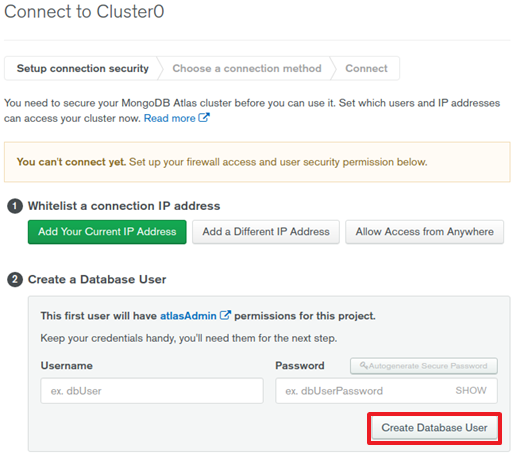 Connect to Cluster0
Setup connection security
Choose a connection method
Connect
You need to secure your MongoDB Atlas cluster before you can use it. Set which users and IP addresses
can access your cluster now. Read more
You can't connect yet. Set up your firewall access and user security permission below.
1 Whitelist a connection IP address
Add Your Current IP Address
Add a Different IP Address
Allow Access from Anywhere
2 Create a Database User
This first user will have atlasAdmin permissions for this project.
Keep your credentials handy, you'll need them for the next step.
Username
Password
Autogenerate Secure Password
ex. dbUser
ex. dbUserPassword
SHOW
Create Database User